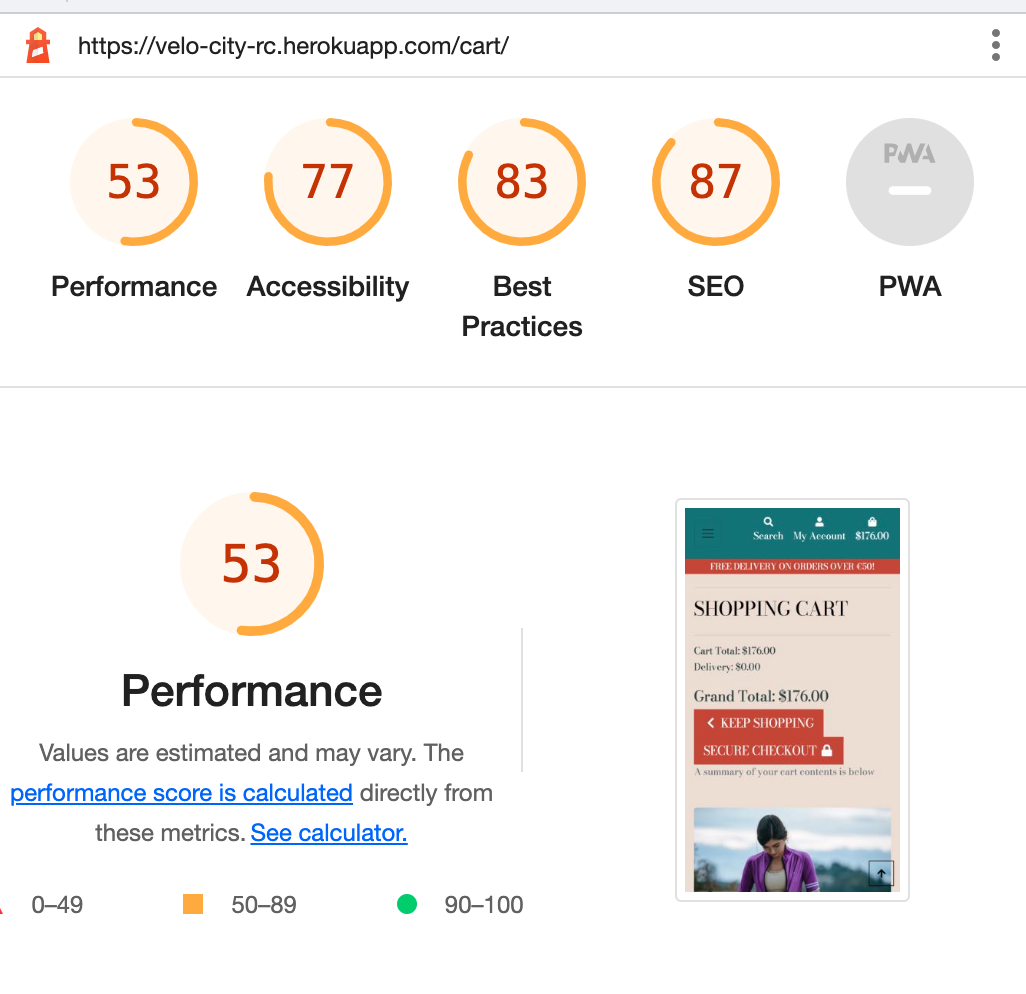 https://velo-city-rc.herokuapp.com/cart/
53
77
83
87
PWA
Performance
Accessibility
Best
Practices
SEO
PWA
53
Performance
Values are estimated and may vary. The
performance score is calculated directly from
these metrics. See calculator.
0–49
50–89
90–100
Search My Account $176.00
FREE DELIVERY ON ORDERS OVER €50!
SHOPPING CART
Cart Total: $176.00
Delivery: $0.00
Grand Total: $176.00
KEEP SHOPPING
SECURE CHECKOUT
A summary of your cart contents is below